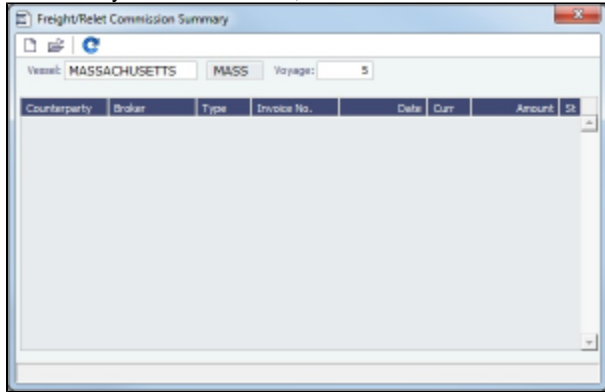 Freight/Relet Commission Summary
Vessel: MASSACHUSETTS MASS Voyage: 5
Counterparty Broker Type Invoice No. Date Curr Amount St